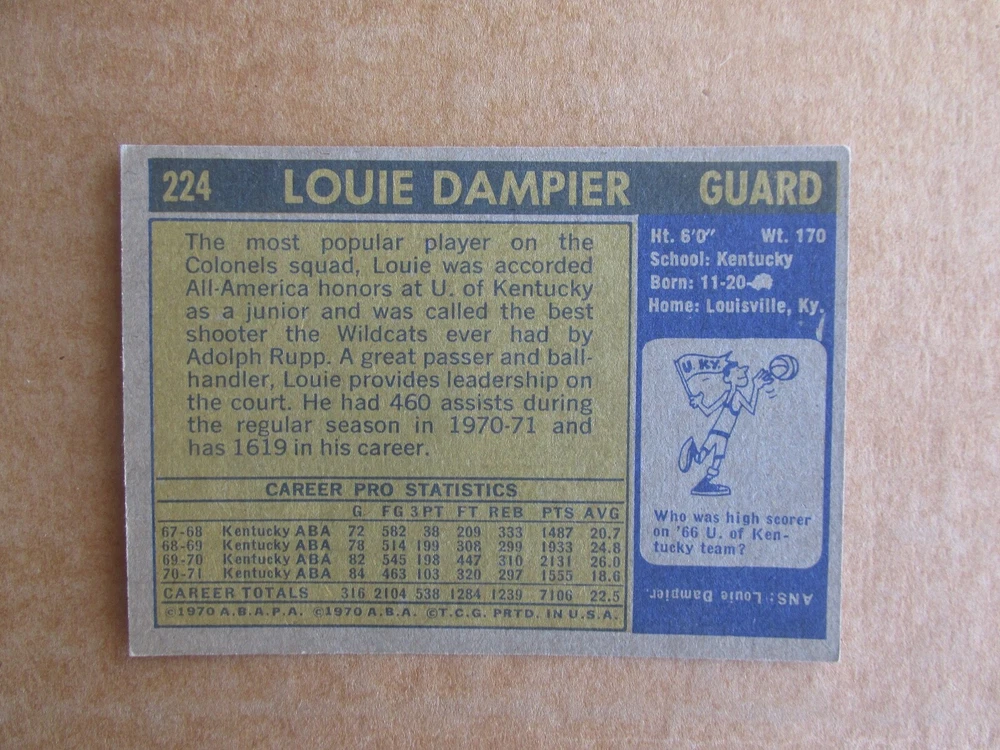 224 LOUIE DAMPIER GUARD
The most popular player on the
Colonels squad, Louie was accorded
All-America honors at U. of Kentucky
as a junior and was called the best
shooter the Wildcats ever had by
Adolph Rupp. A great passer and ball-
handler, Louie provides leadership on
the court. He had 460 assists during
the regular season in 1970-71 and
has 1619 in his career.
CAREER PRO STATISTICS
G. FG 3PT FT REB PTS AVG
67-68 Kentucky ABA 72 582 38 209 333 1487 20.7
68-69 Kentucky ABA 78 514 199 308 299 1933 24.8
69-70 Kentucky ABA 82 545 198 447 310 2131 26.0
70-71 Kentucky ABA 84 463 103 320 297 1555 18.6
CAREER TOTALS 316 2104 538 1284 1239 7106 22.5
©1970 A.B.A.P.A. ©1970 A.B.A. ©T.C.G. PRTD. IN U.S.A.
Ht. 6'0" Wt. 170
School: Kentucky
Born: 11-20-
Home: Louisville, Ky.
U. KY.
Who was high scorer
on '66 U. of Ken-
tucky team?
ANS: Louie Dampier.